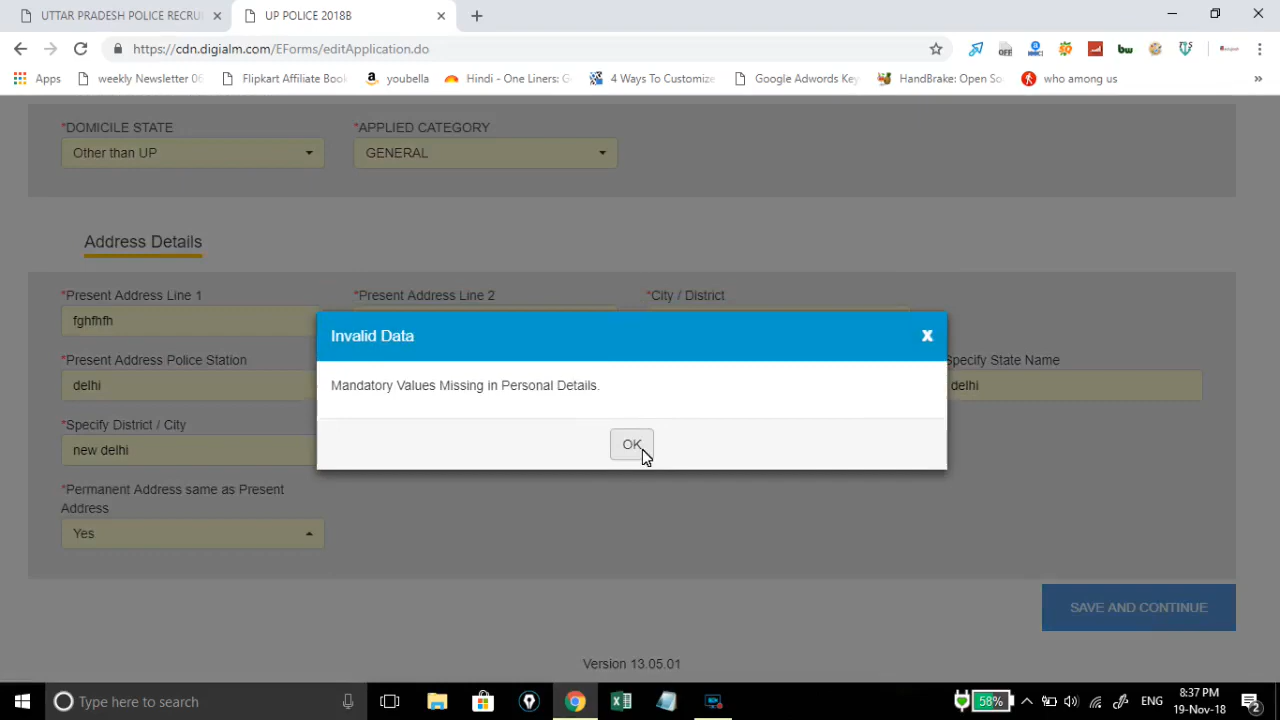 UTTAR PRADESH POLICE RECRU
UP POLICE 2018B
https://cdn.digialm.com/EForms/editApplication.do
Apps
weekly Newsletter 06
Flipkart Affiliate Book
youbella
Hindi - One Liners: G
4 Ways To Customize
Google Adwords Key
HandBrake: Open So
who among us
»
*DOMICILE STATE
*APPLIED CATEGORY
Other than UP
GENERAL
Address Details
*Present Address Line 1
*Present Address Line 2
*City / District
fghfhfh
*Present Address Police Station
Specify State Name
delhi
delhi
*Specify District / City
new delhi
*Permanent Address same as Present
Address
Yes
Invalid Data
X
Mandatory Values Missing in Personal Details.
OK
SAVE AND CONTINUE
Version 13.05.01
Type here to search
58%
ENG
8:37 PM
19-Nov-18
2